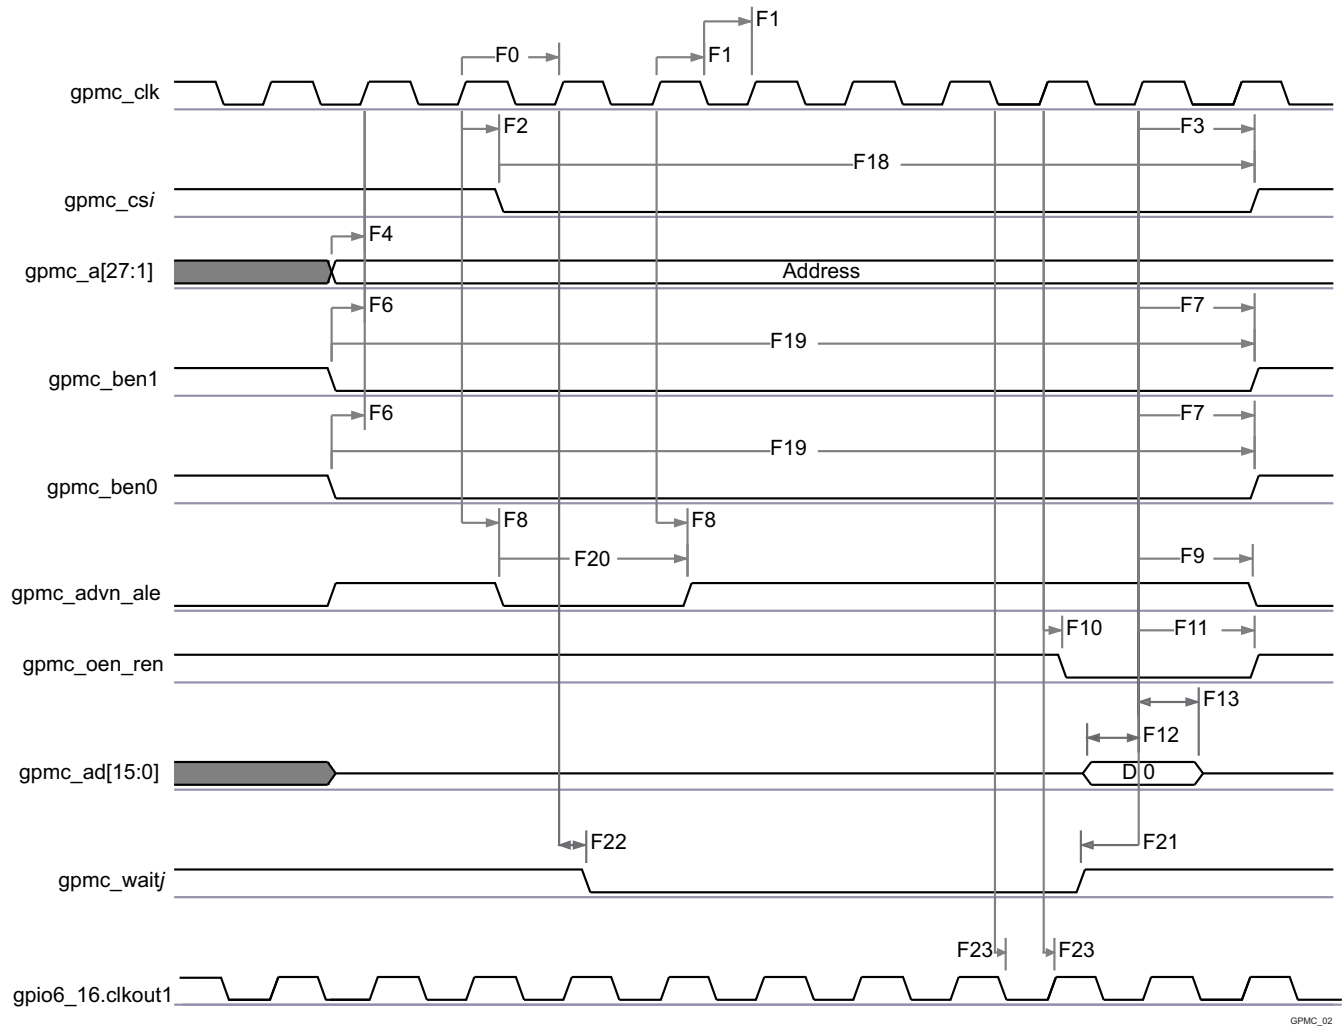 F1
F0 F1
gpmc_clk
F2 F3
F18
gpmc_csi
F4
gpmc_a[27:1] Address
F6 F7
F19
gpmc_ben1
F6 F7
F19
gpmc_ben0
F8 F8
F20 F9
gpmc_advn_ale
F10 F11
gpmc_oen_ren
F13
F12
gpmc_ad[15:0] D 0
F22 F21
gpmc_waitj
F23 F23
gpio6_16.clkout1
GPMC_02